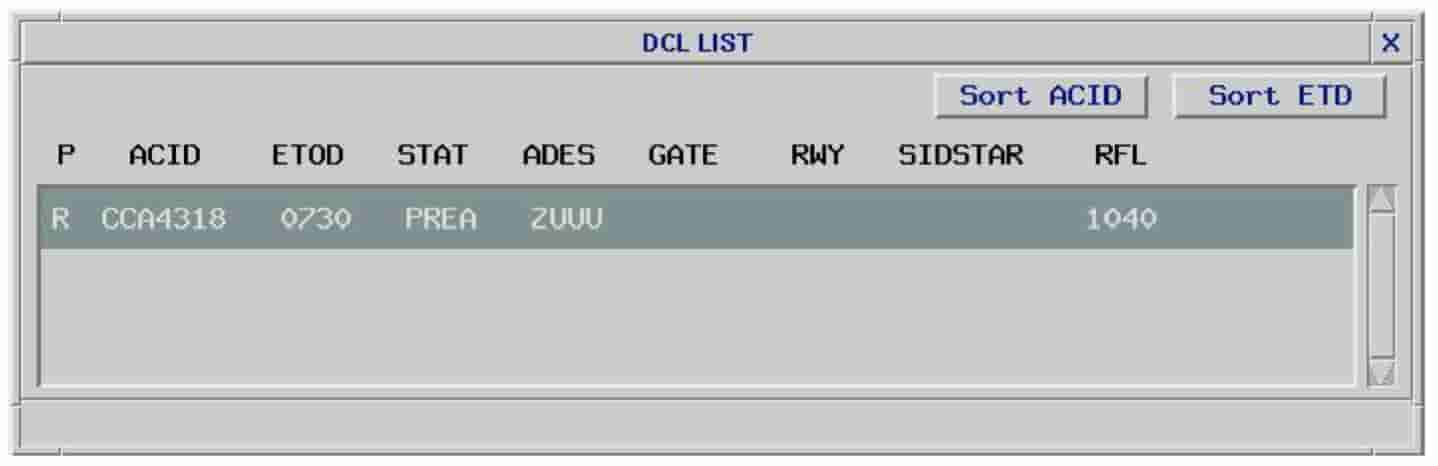 DCL LIST X
Sort ACID Sort ETD
P ACID ETOD STAT ADES GATE RWY SIDSTAR RFL
R CCA4318 0730 PREA ZUUU 1040